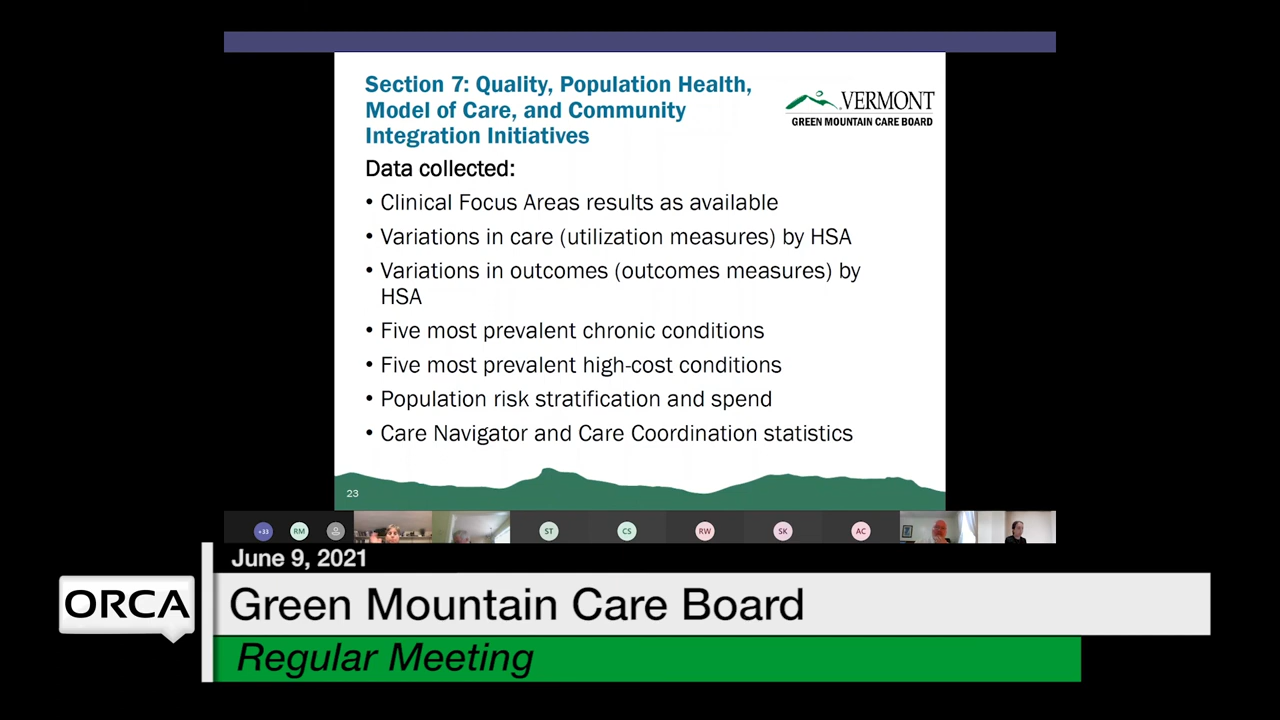 Section 7: Quality, Population Health,
Model of Care, and Community
Integration Initiatives
VERMONT
GREEN MOUNTAIN CARE BOARD
Data collected:
• Clinical Focus Areas results as available
• Variations in care (utilization measures) by HSA
• Variations in outcomes (outcomes measures) by
HSA
• Five most prevalent chronic conditions
• Five most prevalent high-cost conditions
• Population risk stratification and spend
• Care Navigator and Care Coordination statistics
23
+33 RM ST CS RW SK AC
June 9, 2021
ORCA
Green Mountain Care Board
Regular Meeting